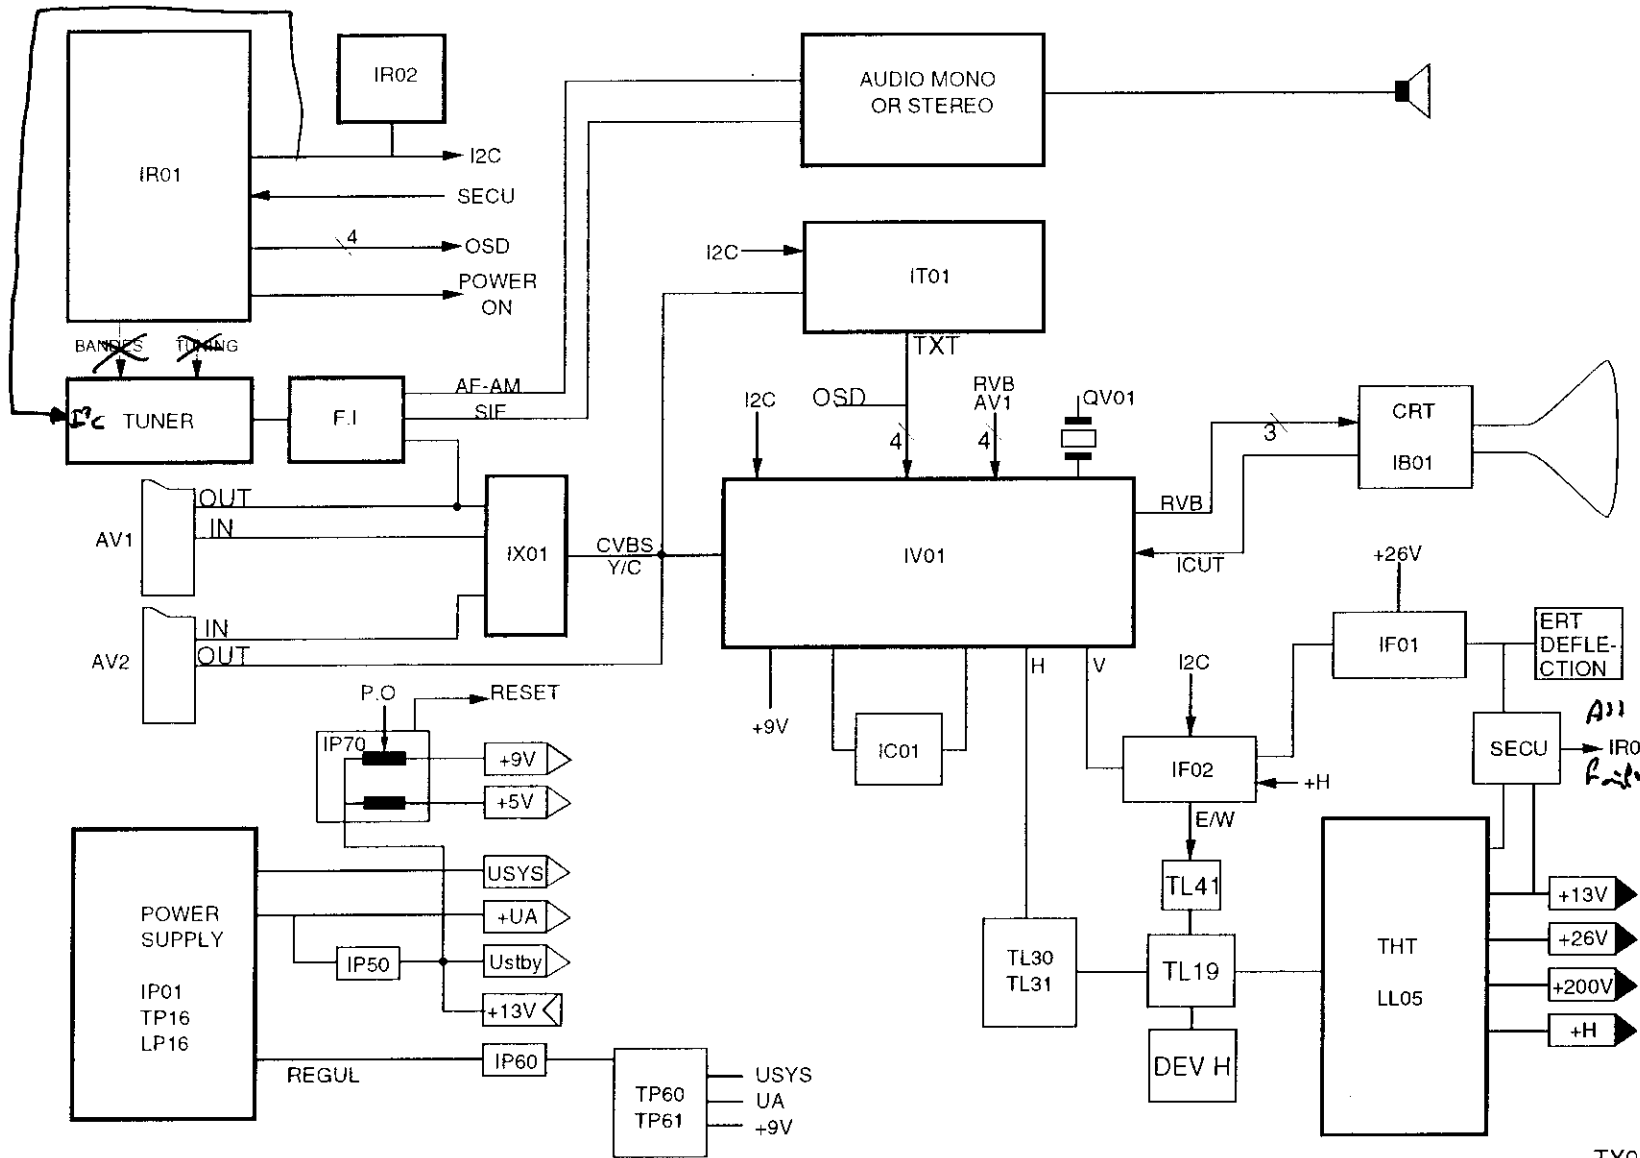 IR01
IR02
I2C
SECU
4
OSD
POWER
ON
BANDES
TUNING
I²C
TUNER
F.I
AF-AM
SIF
AUDIO MONO
OR STEREO
I2C
IT01
TXT
I2C
OSD
4
RVB
AV1
4
QV01
IV01
RVB
3
ICUT
CRT
IB01
AV1
OUT
IN
IX01
CVBS
Y/C
AV2
IN
OUT
+9V
IC01
H
V
I2C
IF02
+H
E/W
+26V
IF01
ERT
DEFLE-
CTION
SECU
All
P.O
RESET
IP70
+9V
+5V
POWER
SUPPLY
IP01
TP16
LP16
USYS
+UA
IP50
Ustby
+13V
REGUL
IP60
TP60
TP61
USYS
UA
+9V
TL30
TL31
TL41
TL19
DEV H
THT
LL05
+13V
+26V
+200V
+H